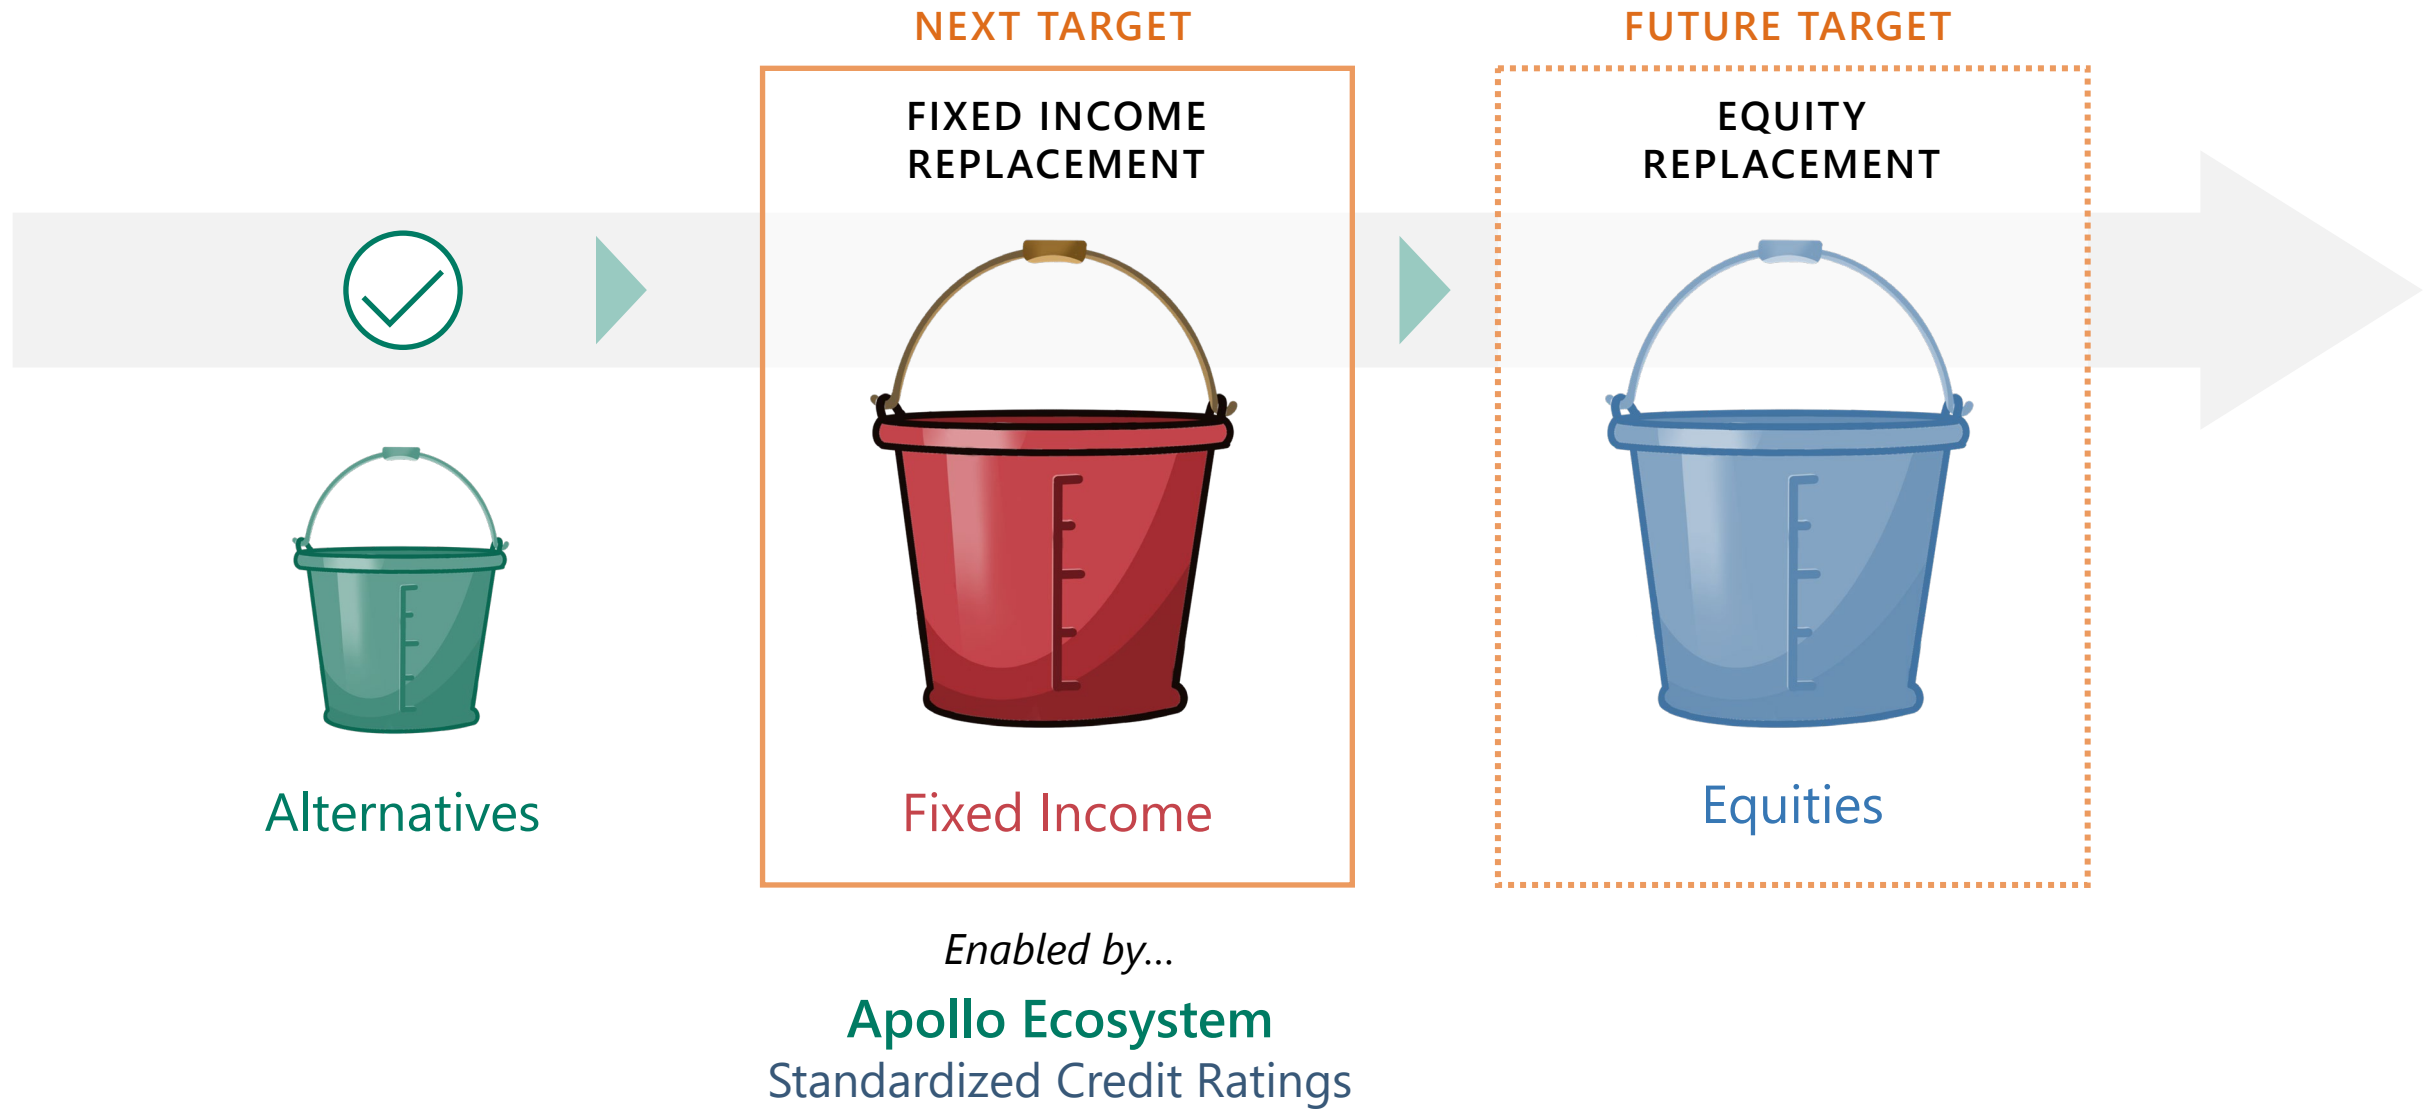 NEXT TARGET
FUTURE TARGET
FIXED INCOME
REPLACEMENT
EQUITY
REPLACEMENT
Alternatives
Fixed Income
Equities
Enabled by...
Apollo Ecosystem
Standardized Credit Ratings